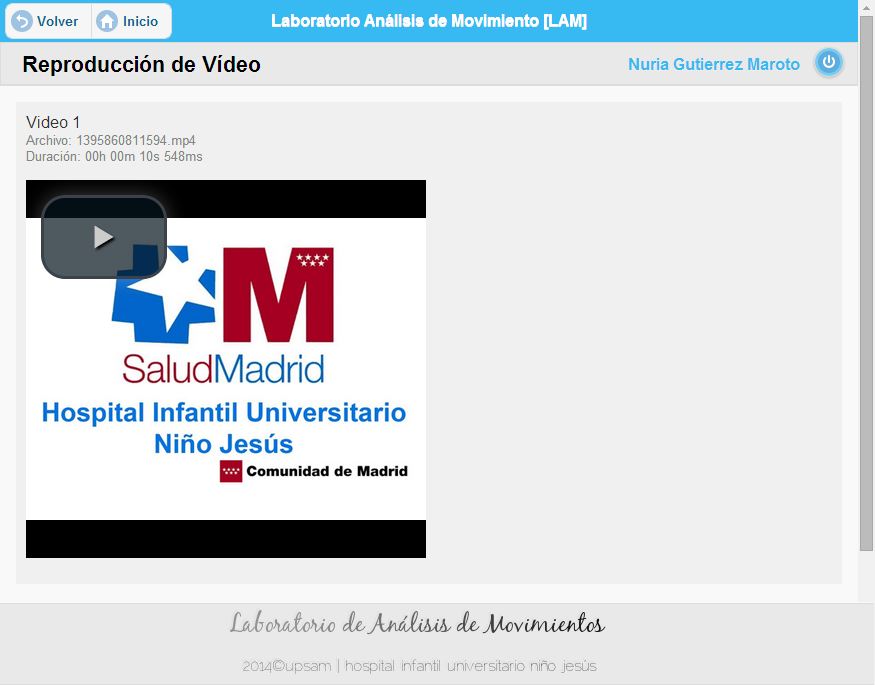 Volver Inicio Laboratorio Análisis de Movimiento [LAM]
Reproducción de Vídeo Nuria Gutierrez Maroto
Video 1
Archivo: 1395860811594.mp4
Duración: 00h 00m 10s 548ms
M
SaludMadrid
Hospital Infantil Universitario
Niño Jesús
Comunidad de Madrid
Laboratorio de Análisis de Movimientos
2014©upsam | hospital infantil universitario niño jesús